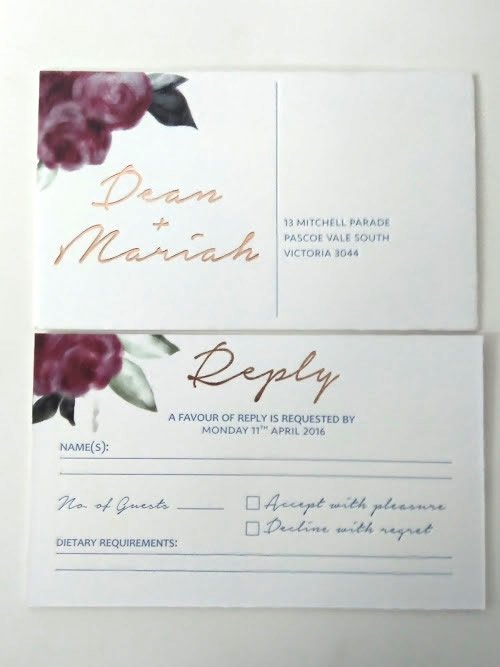 Dean
+
Mariah
13 MITCHELL PARADE
PASCOE VALE SOUTH
VICTORIA 3044
Reply
A FAVOUR OF REPLY IS REQUESTED BY
MONDAY 11TH APRIL 2016
NAME(S):
No. of Guests
Accept with pleasure
Decline with regret
DIETARY REQUIREMENTS: